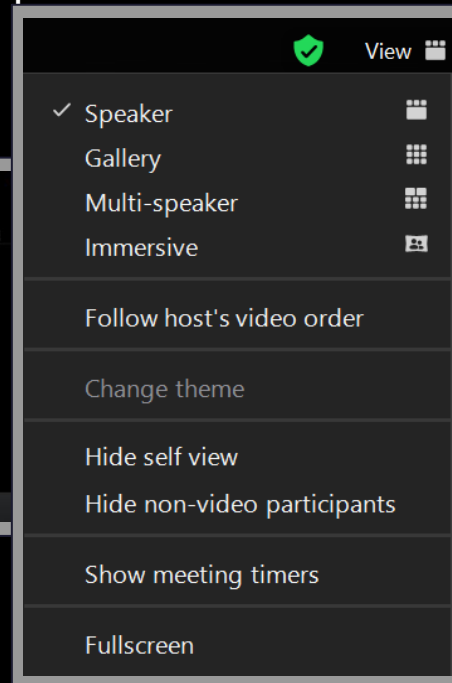 View
Speaker
Gallery
Multi-speaker
Immersive
Follow host's video order
Change theme
Hide self view
Hide non-video participants
Show meeting timers
Fullscreen